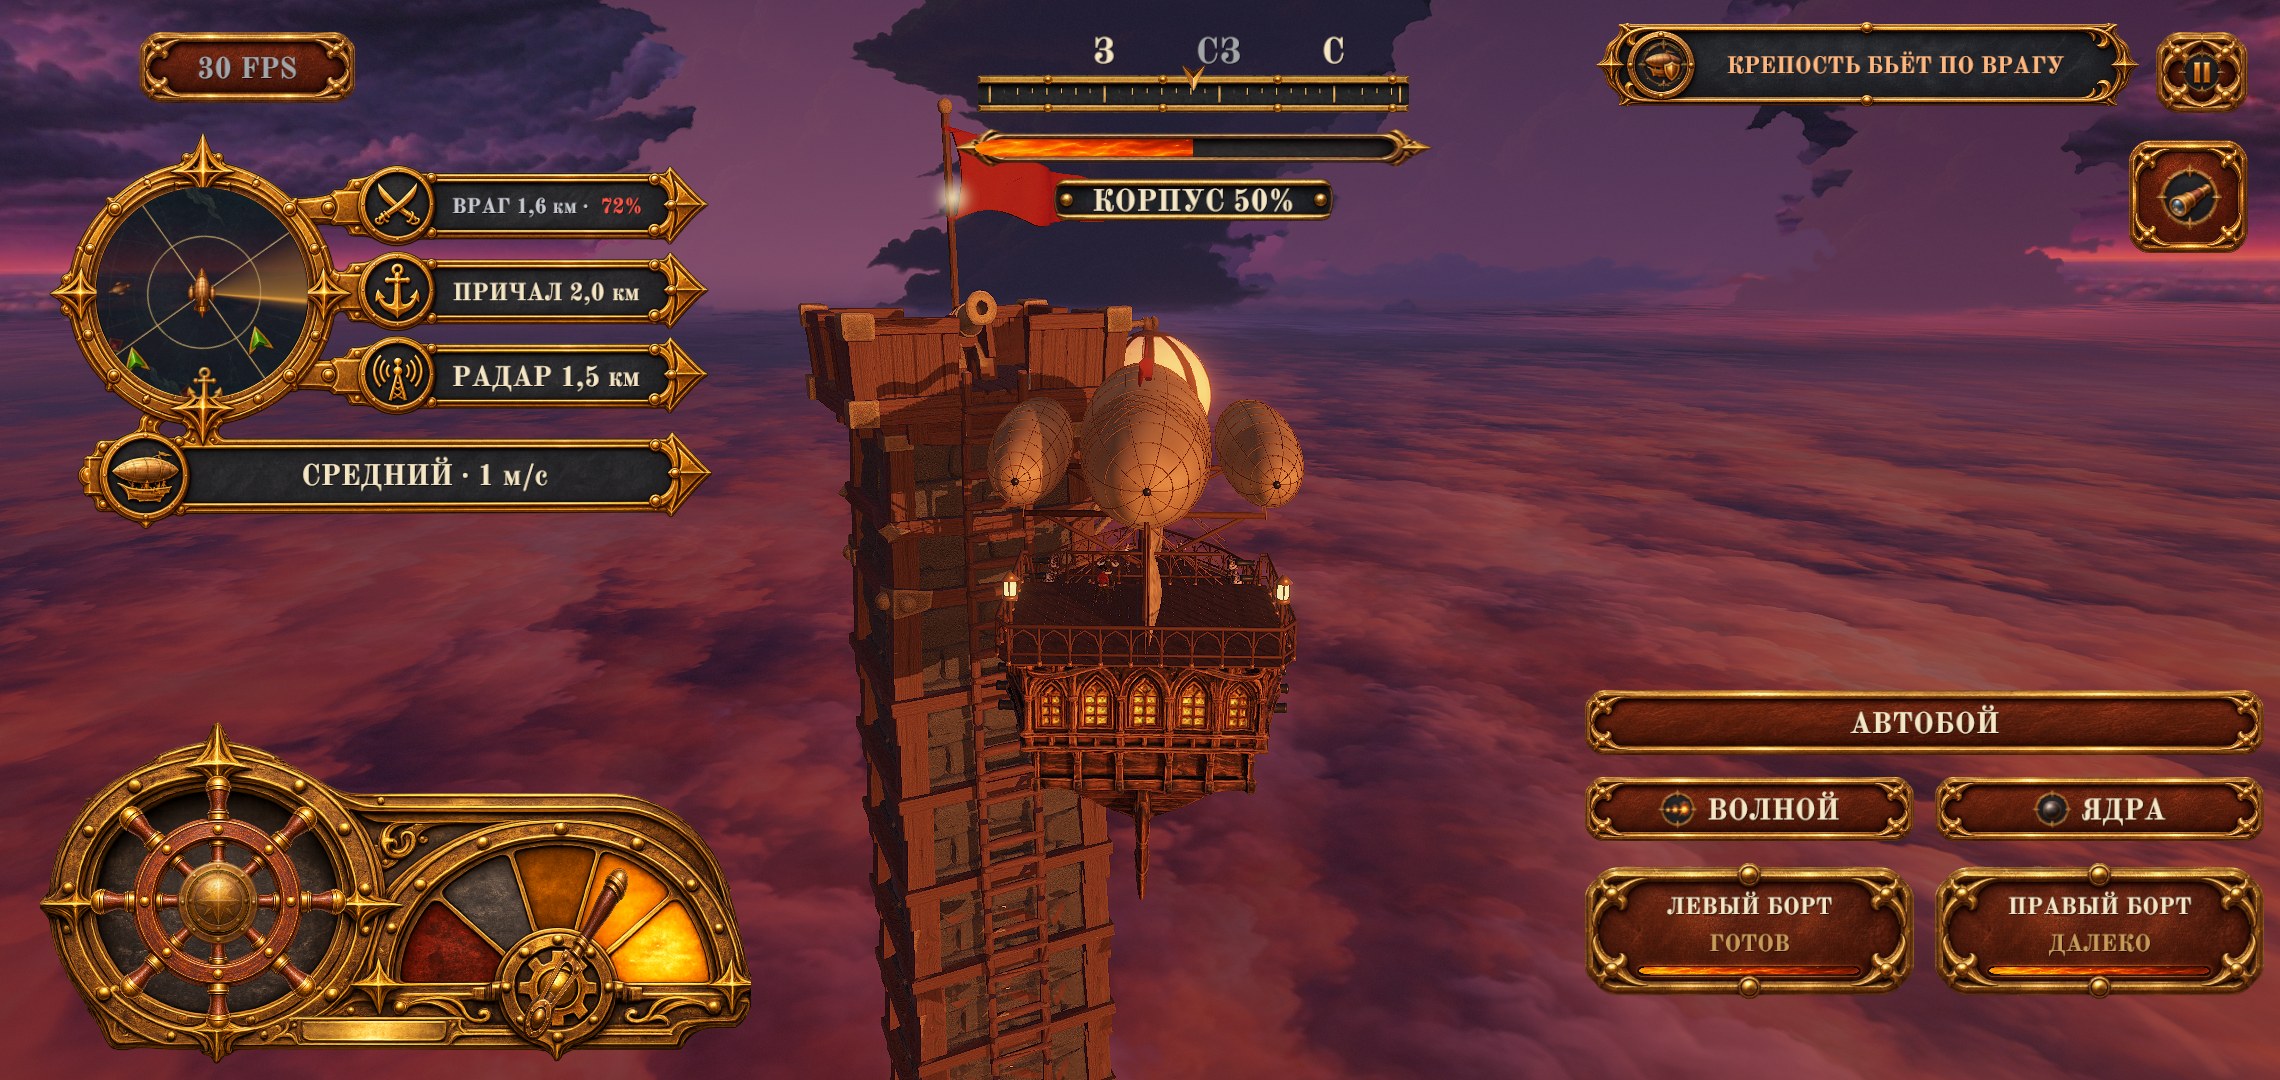 30 FPS
З СЗ С
КРЕПОСТЬ БЬЁТ ПО ВРАГУ
ВРАГ 1,6 км · 72%
КОРПУС 50%
ПРИЧАЛ 2,0 км
РАДАР 1,5 км
СРЕДНИЙ · 1 м/с
АВТОБОЙ
ВОЛНОЙ
ЯДРА
ЛЕВЫЙ БОРТ
ГОТОВ
ПРАВЫЙ БОРТ
ДАЛЕКО